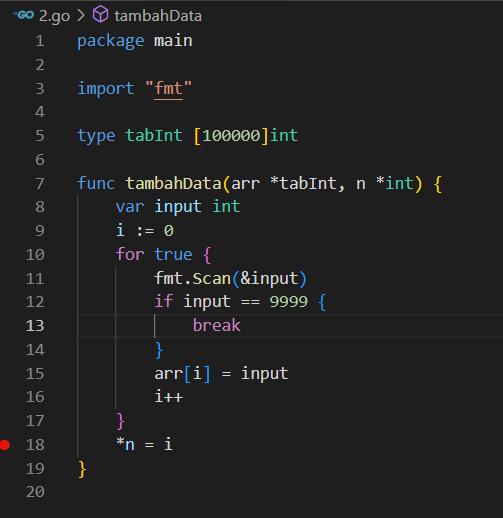 GO 2.go > tambahData
1 package main
2
3 import "fmt"
4
5 type tabInt [100000]int
6
7 func tambahData(arr *tabInt, n *int) {
8     var input int
9     i := 0
10     for true {
11         fmt.Scan(&input)
12         if input == 9999 {
13             break
14         }
15         arr[i] = input
16         i++
17     }
18     *n = i
19 }
20